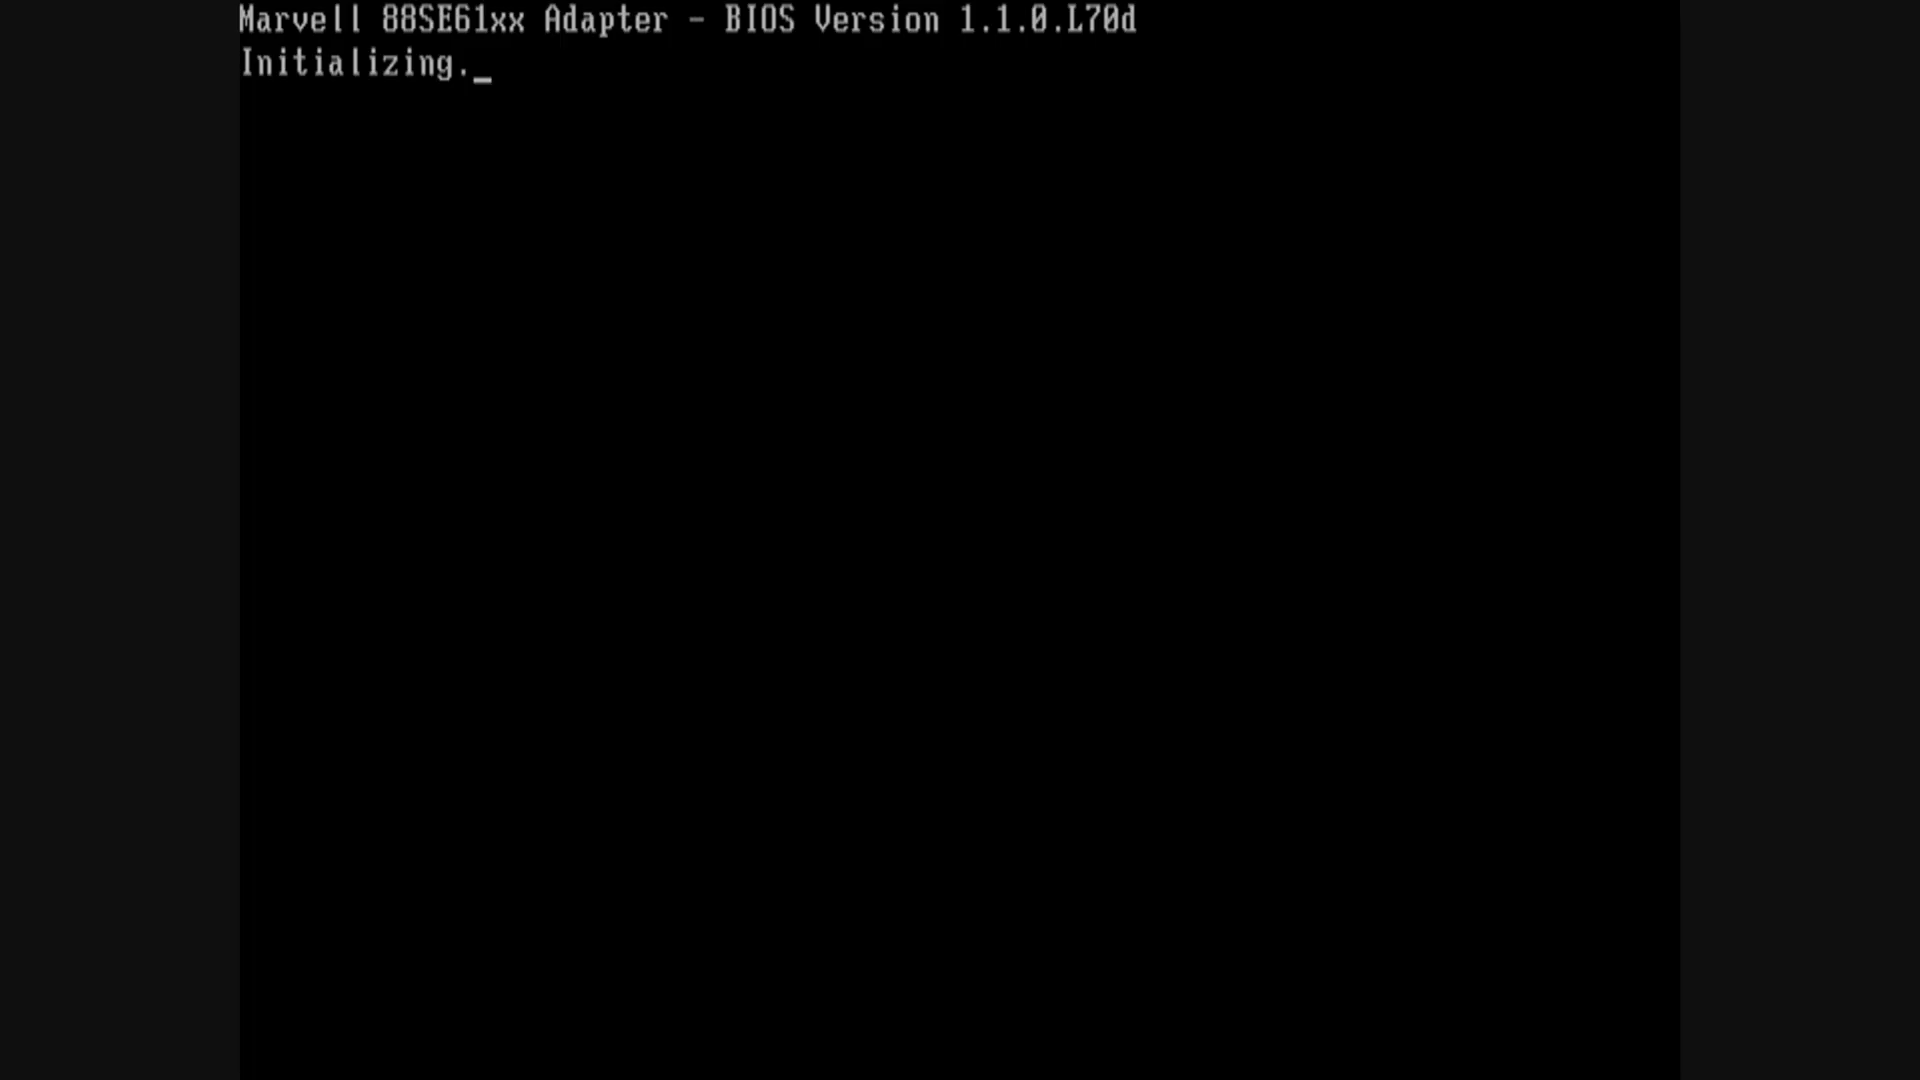 Marvell 88SE61xx Adapter - BIOS Version 1.1.0.L70d
Initializing._